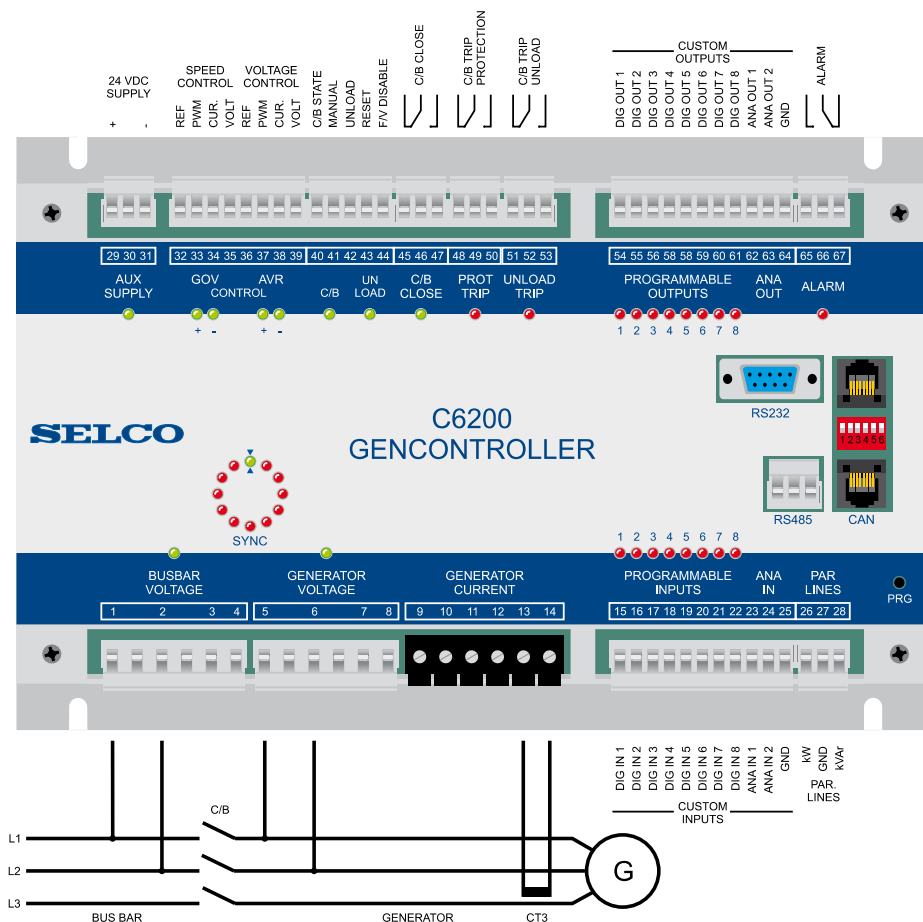 24 VDC
SUPPLY
+ -
SPEED
CONTROL
REF
PWM
CUR.
VOLT
VOLTAGE
CONTROL
REF
PWM
CUR.
VOLT
C/B STATE
MANUAL
UNLOAD
RESET
F/V DISABLE
C/B CLOSE
C/B TRIP
PROTECTION
C/B TRIP
UNLOAD
CUSTOM
OUTPUTS
DIG OUT 1
DIG OUT 2
DIG OUT 3
DIG OUT 4
DIG OUT 5
DIG OUT 6
DIG OUT 7
DIG OUT 8
ANA OUT 1
ANA OUT 2
GND
ALARM
29 30 31 32 33 34 35 36 37 38 39 40 41 42 43 44 45 46 47 48 49 50 51 52 53 54 55 56 57 58 59 60 61 62 63 64 65 66 67
AUX
SUPPLY
GOV AVR
CONTROL
C/B
UN
LOAD
C/B
CLOSE
PROT
TRIP
UNLOAD
TRIP
PROGRAMMABLE
OUTPUTS
ANA
OUT
ALARM
+ - + -
1 2 3 4 5 6 7 8
RS232
SELCO
C6200
GENCONTROLLER
1 2 3 4 5 6
SYNC
RS485
CAN
1 2 3 4 5 6 7 8
BUSBAR
VOLTAGE
GENERATOR
VOLTAGE
GENERATOR
CURRENT
PROGRAMMABLE
INPUTS
ANA
IN
PAR
LINES
PRG
1 2 3 4 5 6 7 8 9 10 11 12 13 14 15 16 17 18 19 20 21 22 23 24 25 26 27 28
DIG IN 1
DIG IN 2
DIG IN 3
DIG IN 4
DIG IN 5
DIG IN 6
DIG IN 7
DIG IN 8
ANA IN 1
ANA IN 2
GND
kW
GND
kVAr
PAR.
LINES
CUSTOM
INPUTS
C/B
L1
L2
L3
G
BUS BAR
GENERATOR
CT3